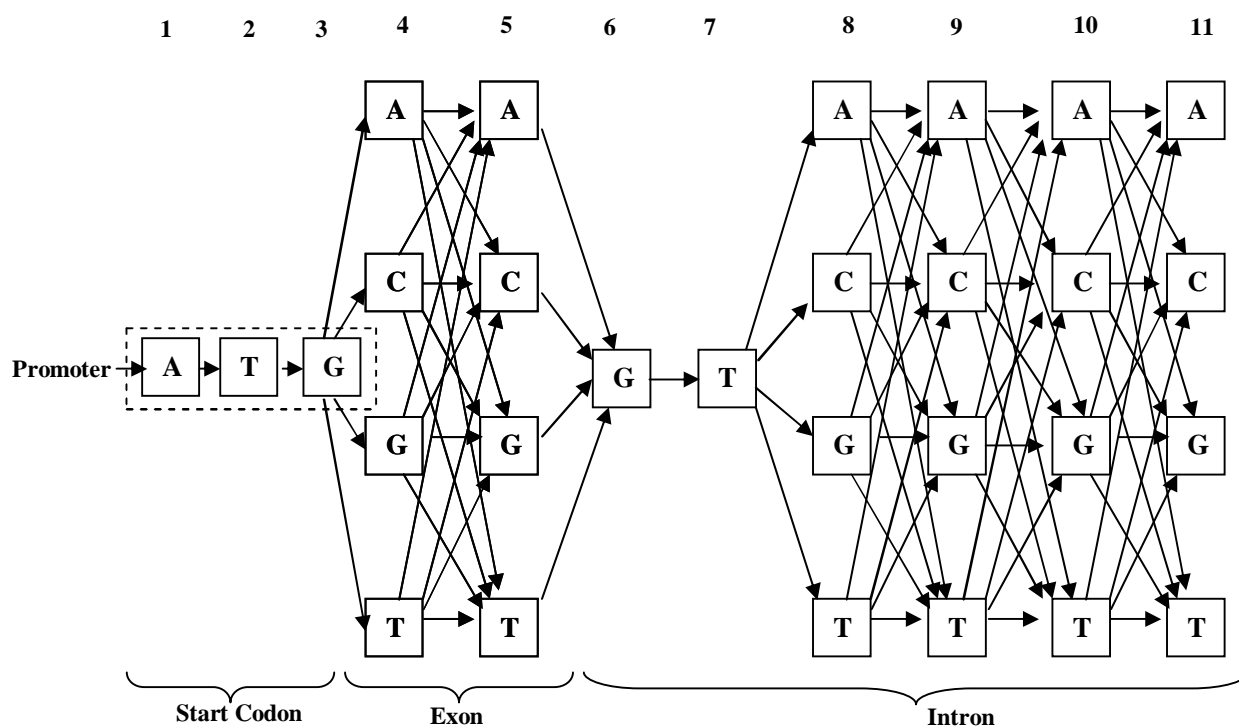 1 2 3 4 5 6 7 8 9 10 11
A A A A A A
C C C C C C
Promoter A T G G T
G G G G G G
T T T T T T
Start Codon Exon Intron